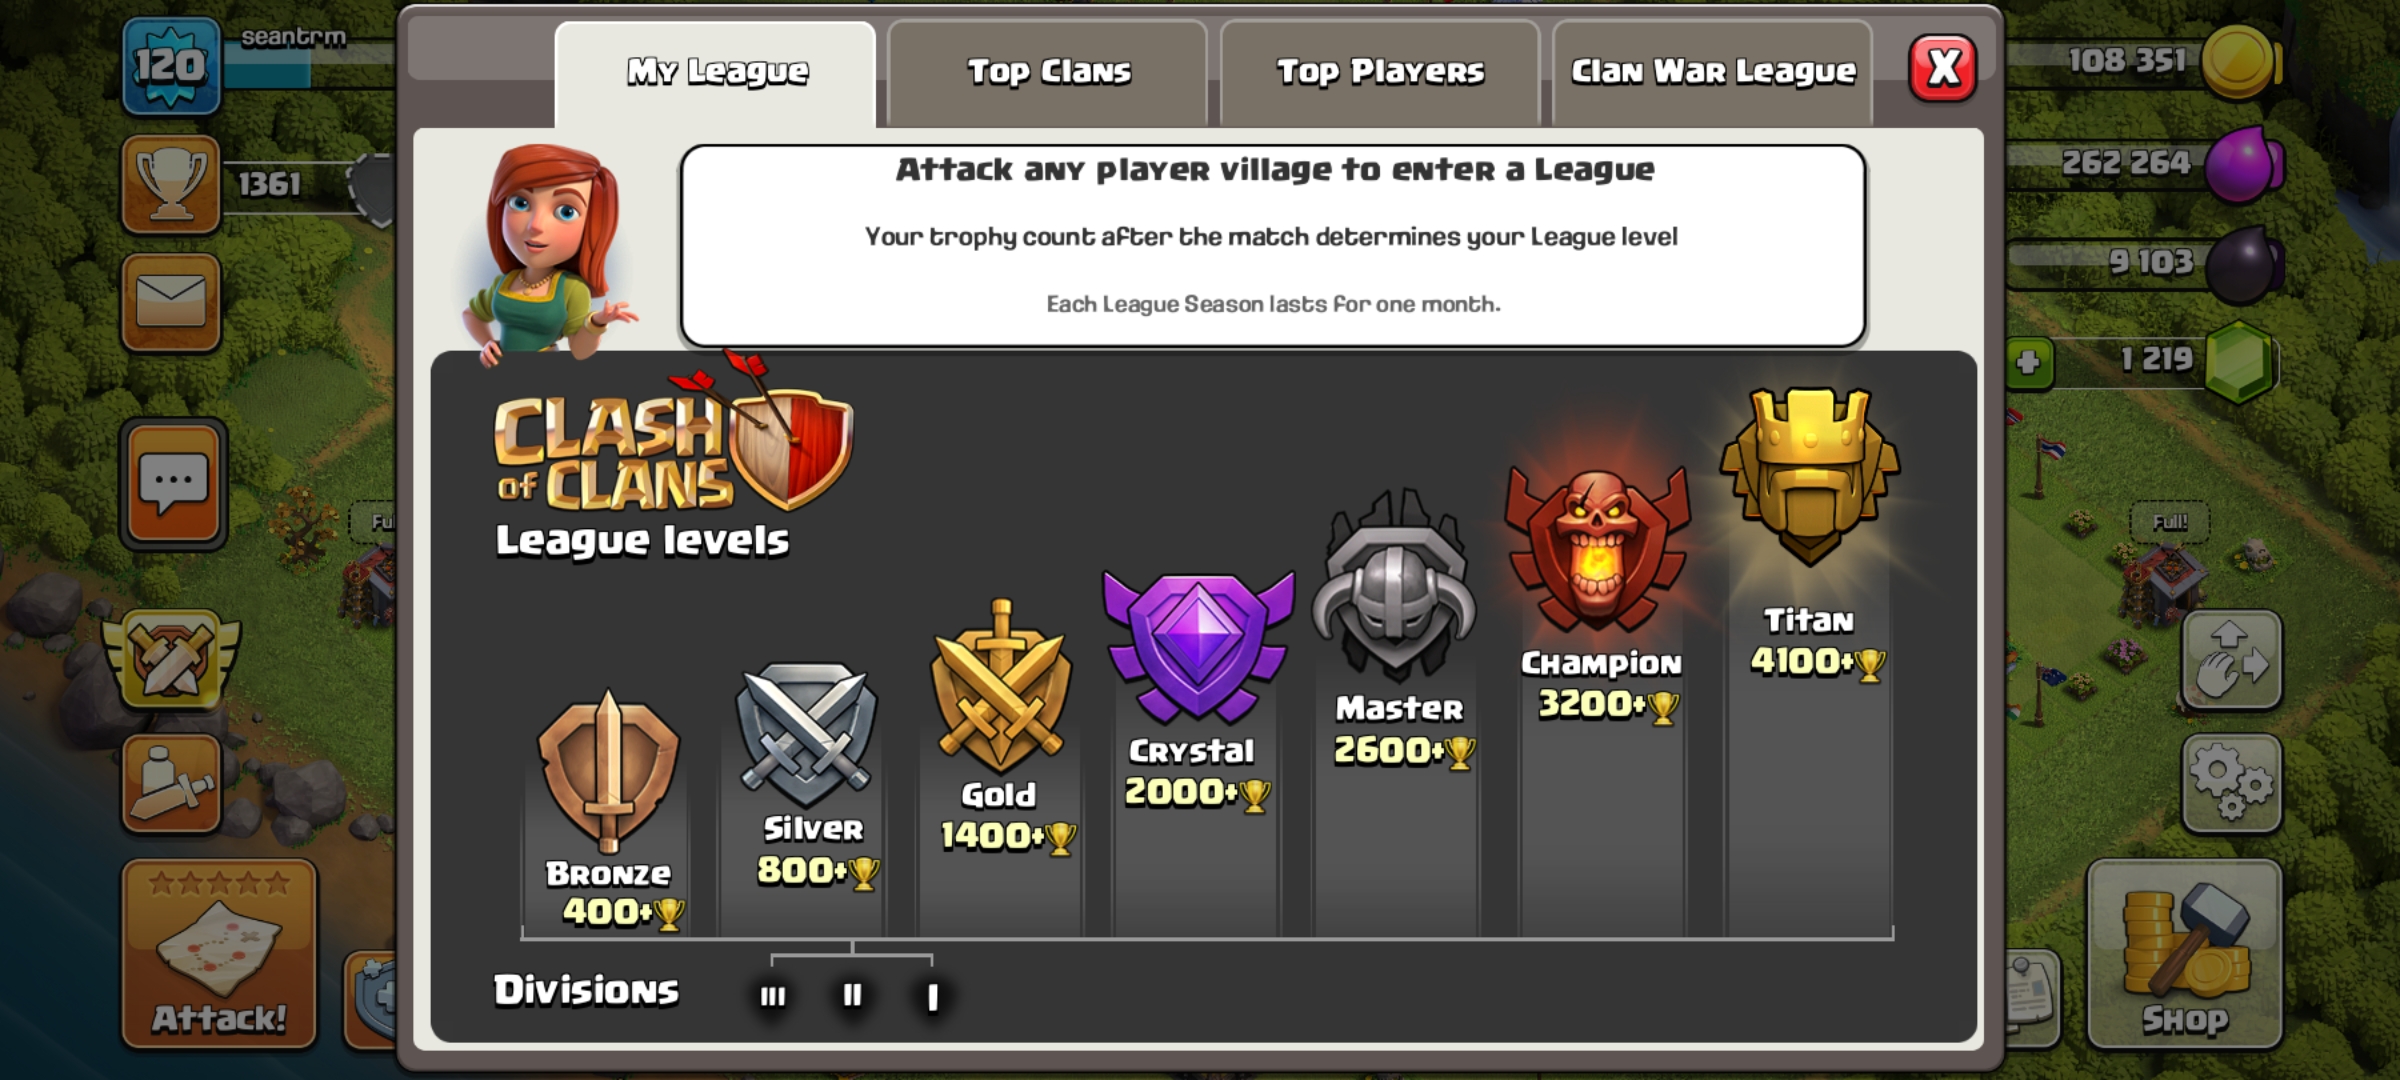 120
seantrm
1361
My League
Top Clans
Top Players
Clan War League
X
108 351
262 264
9 103
1 219
Attack any player village to enter a League
Your trophy count after the match determines your League level
Each League Season lasts for one month.
CLASH
of CLANS
League levels
Bronze
400+
Silver
800+
Gold
1400+
Crystal
2000+
Master
2600+
Champion
3200+
Titan
4100+
Divisions
III
II
I
Full!
Attack!
Shop